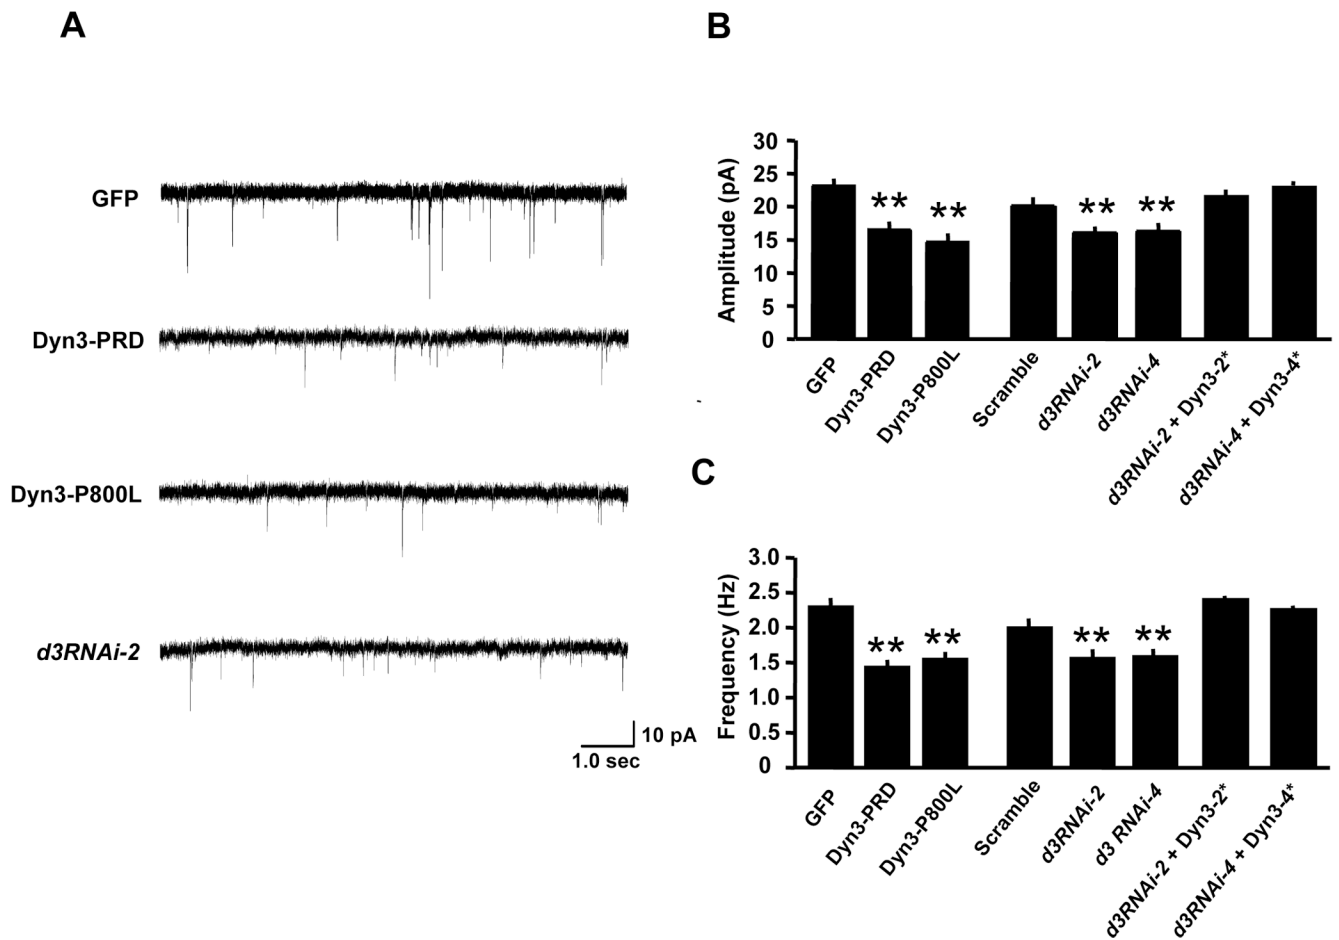 A
GFP
Dyn3-PRD
Dyn3-P800L
d3RNAi-2
10 pA
1.0 sec
B
Amplitude (pA)
30
25
20
15
10
5
0
** ** ** **
GFP
Dyn3-PRD
Dyn3-P800L
Scramble
d3RNAi-2
d3RNAi-4
d3RNAi-2 + Dyn3-2*
d3RNAi-4 + Dyn3-4*
C
Frequency (Hz)
3.0
2.5
2.0
1.5
1.0
0.5
0
** ** ** **
GFP
Dyn3-PRD
Dyn3-P800L
Scramble
d3RNAi-2
d3 RNAi-4
d3RNAi-2 + Dyn3-2*
d3RNAi-4 + Dyn3-4*